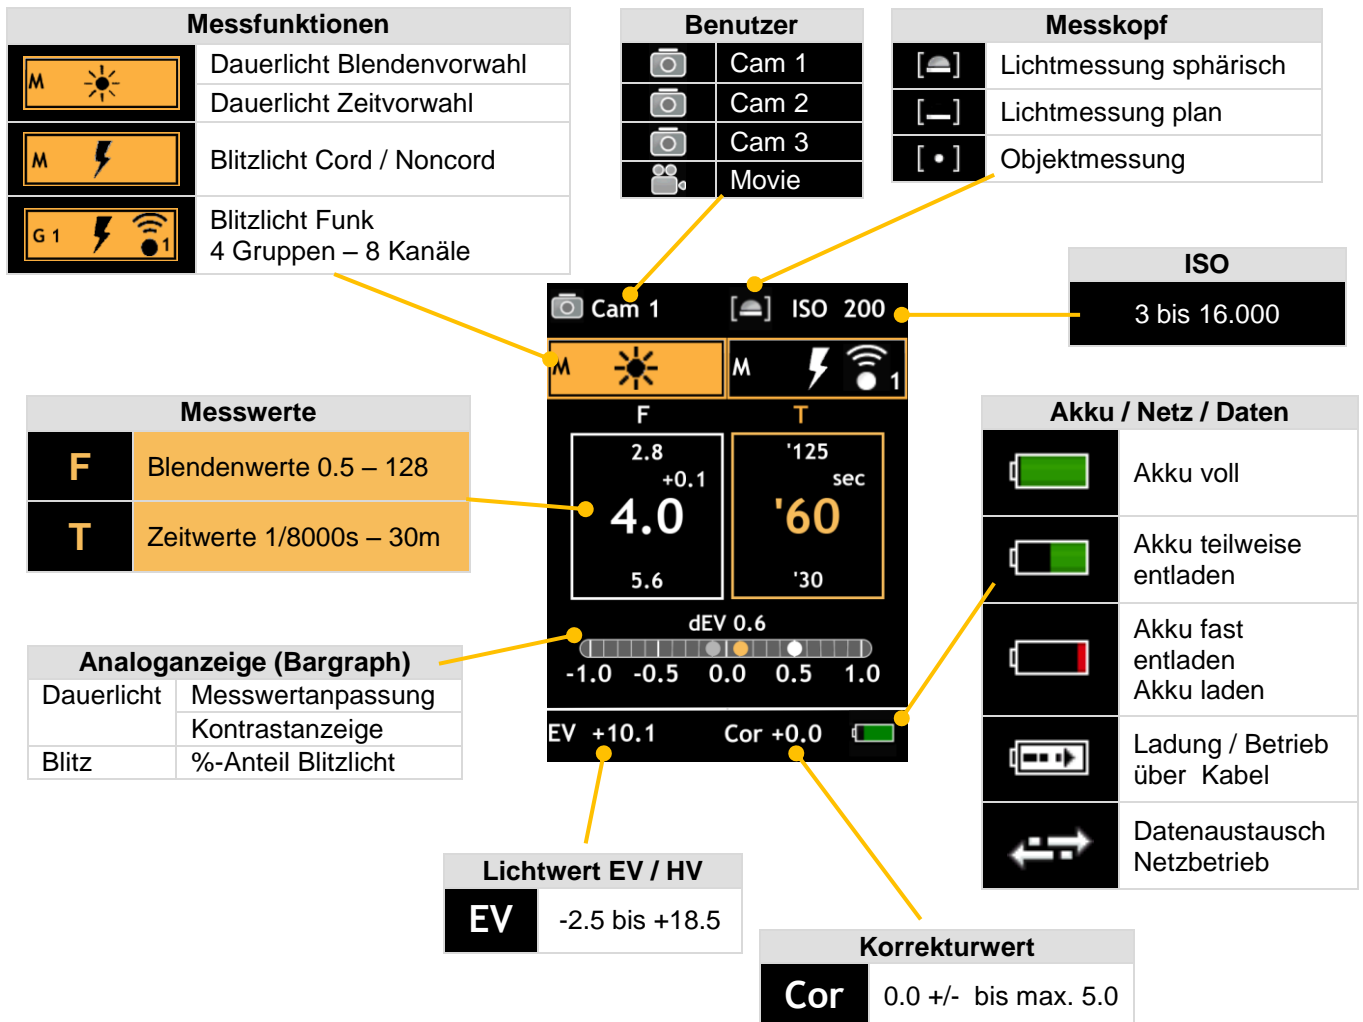 Messfunktionen
M
Dauerlicht Blendenvorwahl
Dauerlicht Zeitvorwahl
M
Blitzlicht Cord / Noncord
G 1
1
Blitzlicht Funk
4 Gruppen – 8 Kanäle
Benutzer
Cam 1
Cam 2
Cam 3
Movie
Messkopf
Lichtmessung sphärisch
Lichtmessung plan
Objektmessung
ISO
3 bis 16.000
Cam 1
ISO 200
M
M
1
F
T
2.8
+0.1
4.0
5.6
'125
sec
'60
'30
dEV 0.6
-1.0 -0.5 0.0 0.5 1.0
EV +10.1
Cor +0.0
Messwerte
F
Blendenwerte 0.5 – 128
T
Zeitwerte 1/8000s – 30m
Analoganzeige (Bargraph)
Dauerlicht
Messwertanpassung
Kontrastanzeige
Blitz
%-Anteil Blitzlicht
Akku / Netz / Daten
Akku voll
Akku teilweise
entladen
Akku fast
entladen
Akku laden
Ladung / Betrieb
über Kabel
Datenaustausch
Netzbetrieb
Lichtwert EV / HV
EV
-2.5 bis +18.5
Korrekturwert
Cor
0.0 +/- bis max. 5.0